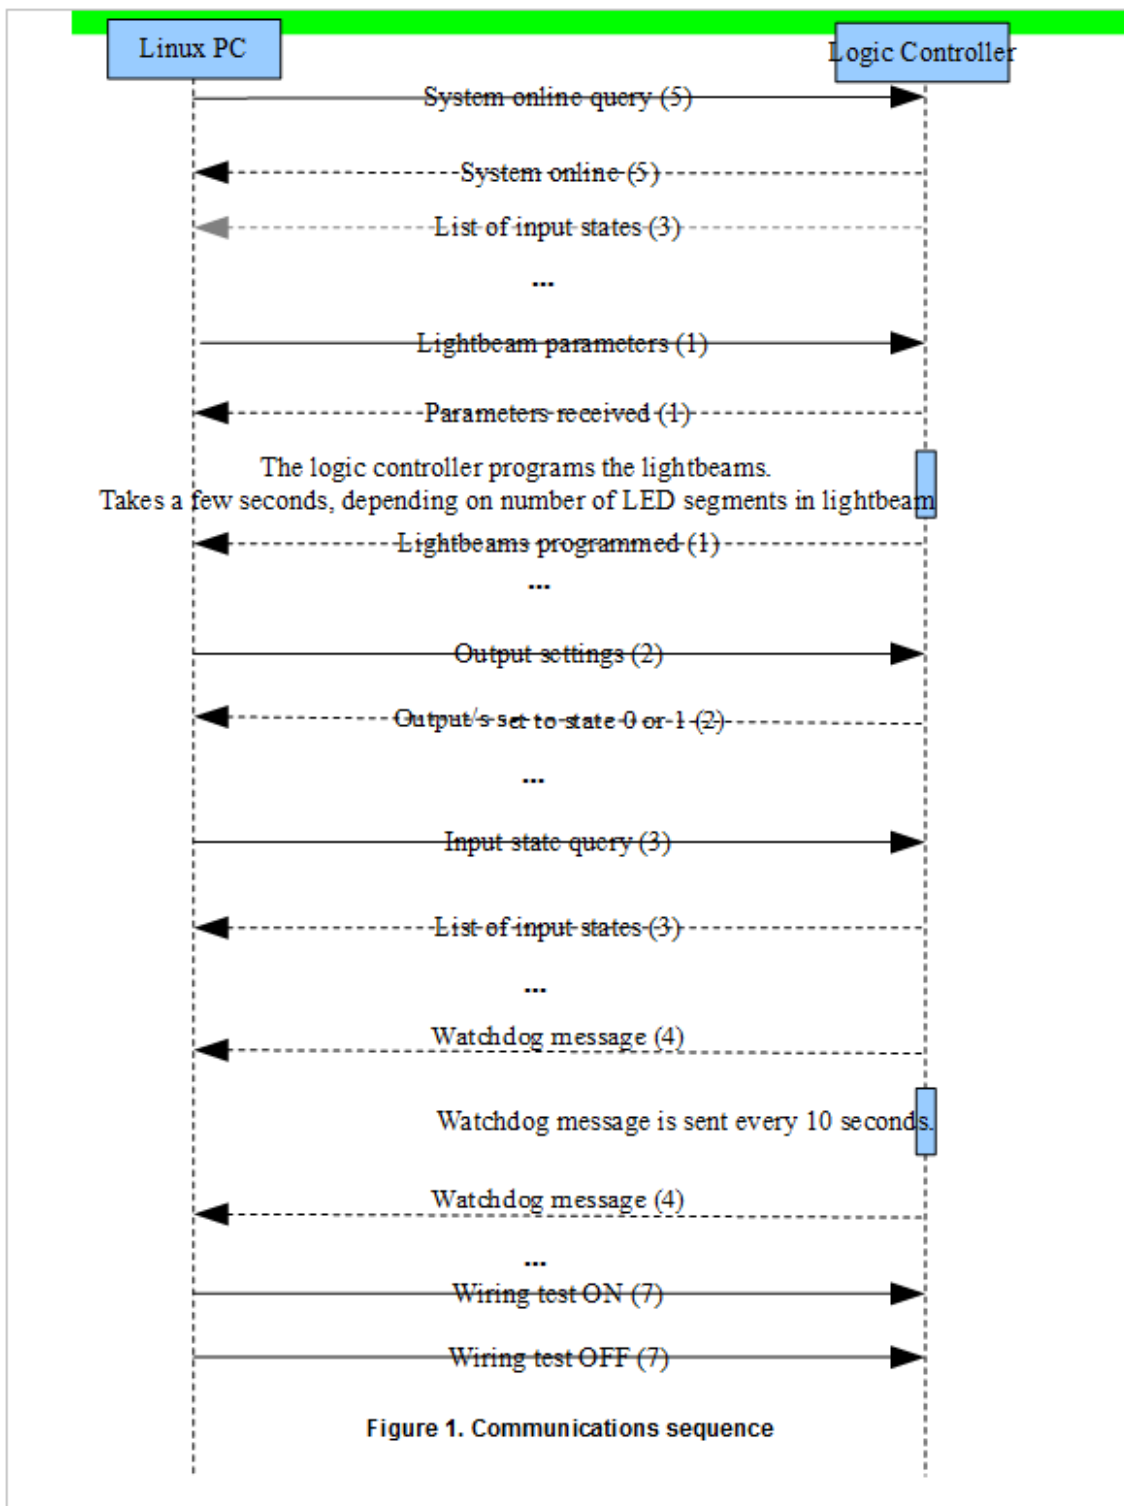 Linux PC
Logic Controller
System online query (5)
System online (5)
List of input states (3)
...
Lightbeam parameters (1)
Parameters received (1)
The logic controller programs the lightbeams.
Takes a few seconds, depending on number of LED segments in lightbeam
Lightbeams programmed (1)
...
Output settings (2)
Output/s set to state 0 or 1 (2)
...
Input state query (3)
List of input states (3)
...
Watchdog message (4)
Watchdog message is sent every 10 seconds.
Watchdog message (4)
...
Wiring test ON (7)
Wiring test OFF (7)
Figure 1. Communications sequence